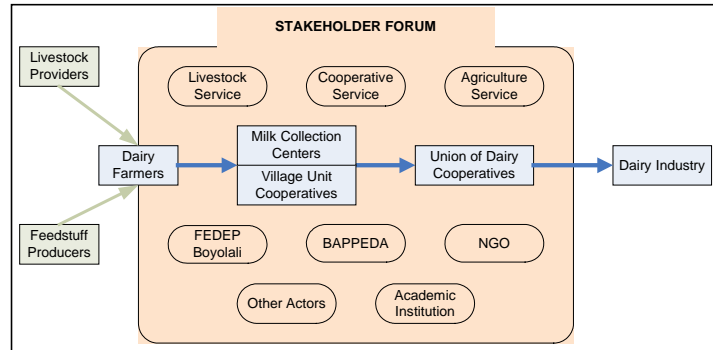 STAKEHOLDER FORUM
Livestock
Providers
Livestock
Service
Cooperative
Service
Agriculture
Service
Dairy
Farmers
Milk Collection
Centers
Village Unit
Cooperatives
Union of Dairy
Cooperatives
Dairy Industry
Feedstuff
Producers
FEDEP
Boyolali
BAPPEDA
NGO
Other Actors
Academic
Institution